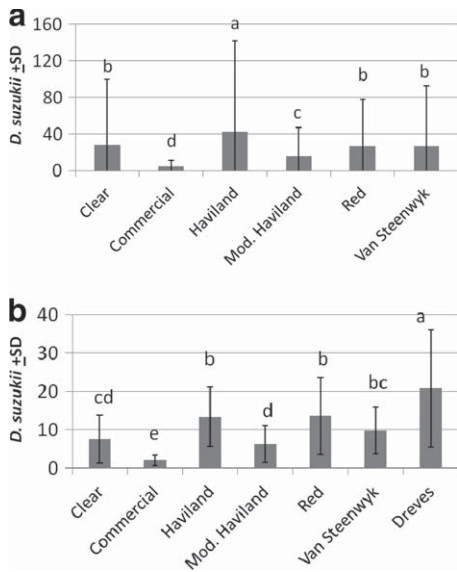 a
D. suzukii ±SD
160
120
80
40
0
b
d
a
c
b
b
Clear
Commercial
Haviland
Mod. Haviland
Red
Van Steenwyk
b
D. suzukii ±SD
40
30
20
10
0
cd
e
b
d
b
bc
a
Clear
Commercial
Haviland
Mod. Haviland
Red
Van Steenwyk
Dreves